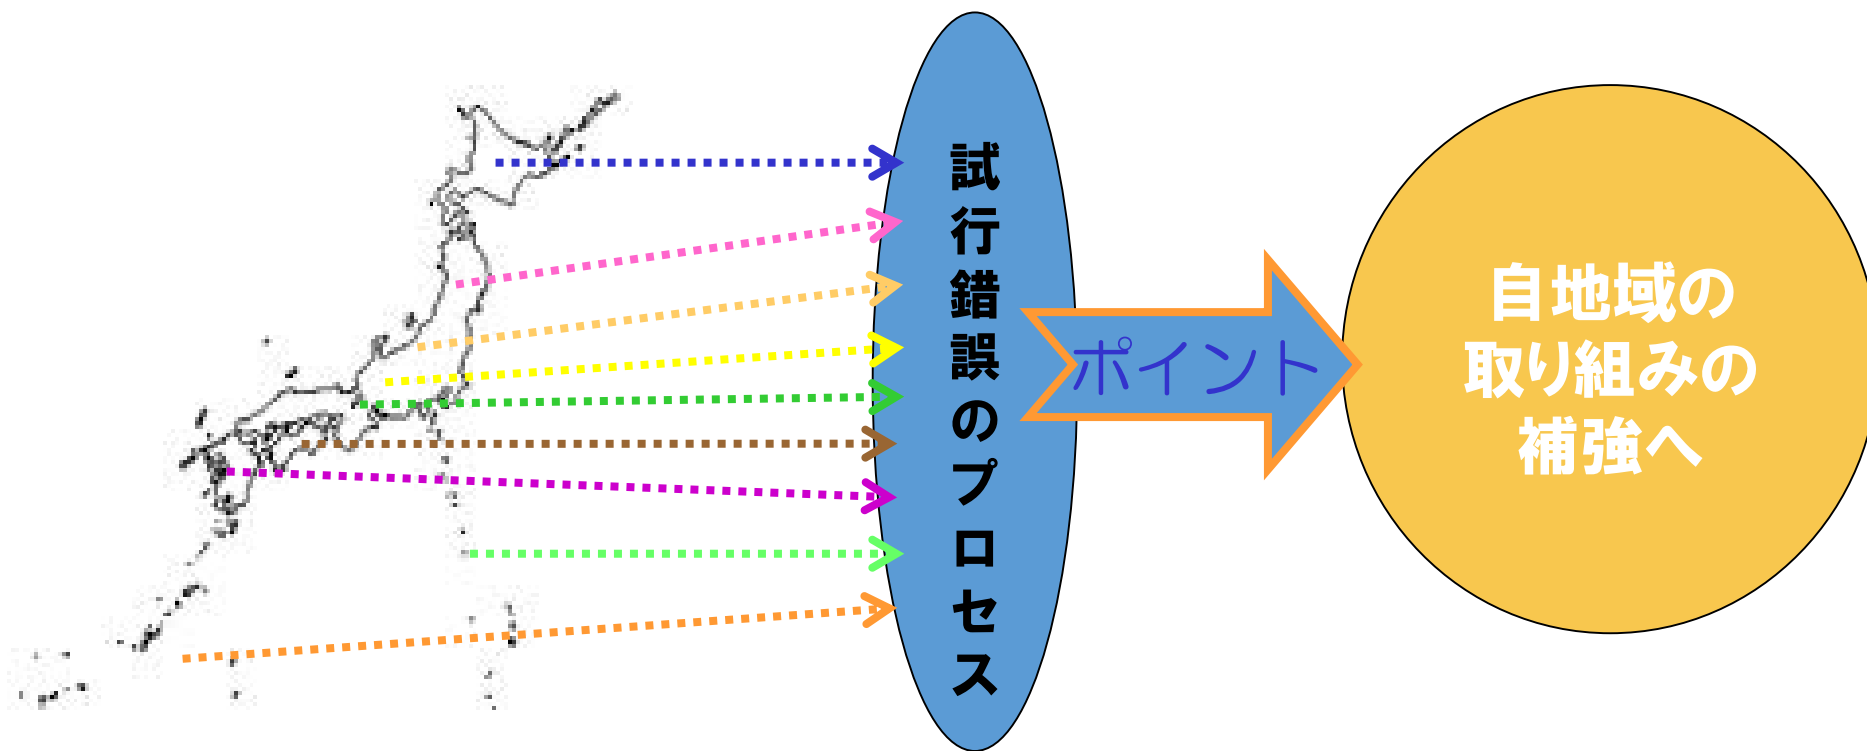 試行錯誤のプロセス
ポイント
自地域の
取り組みの
補強へ